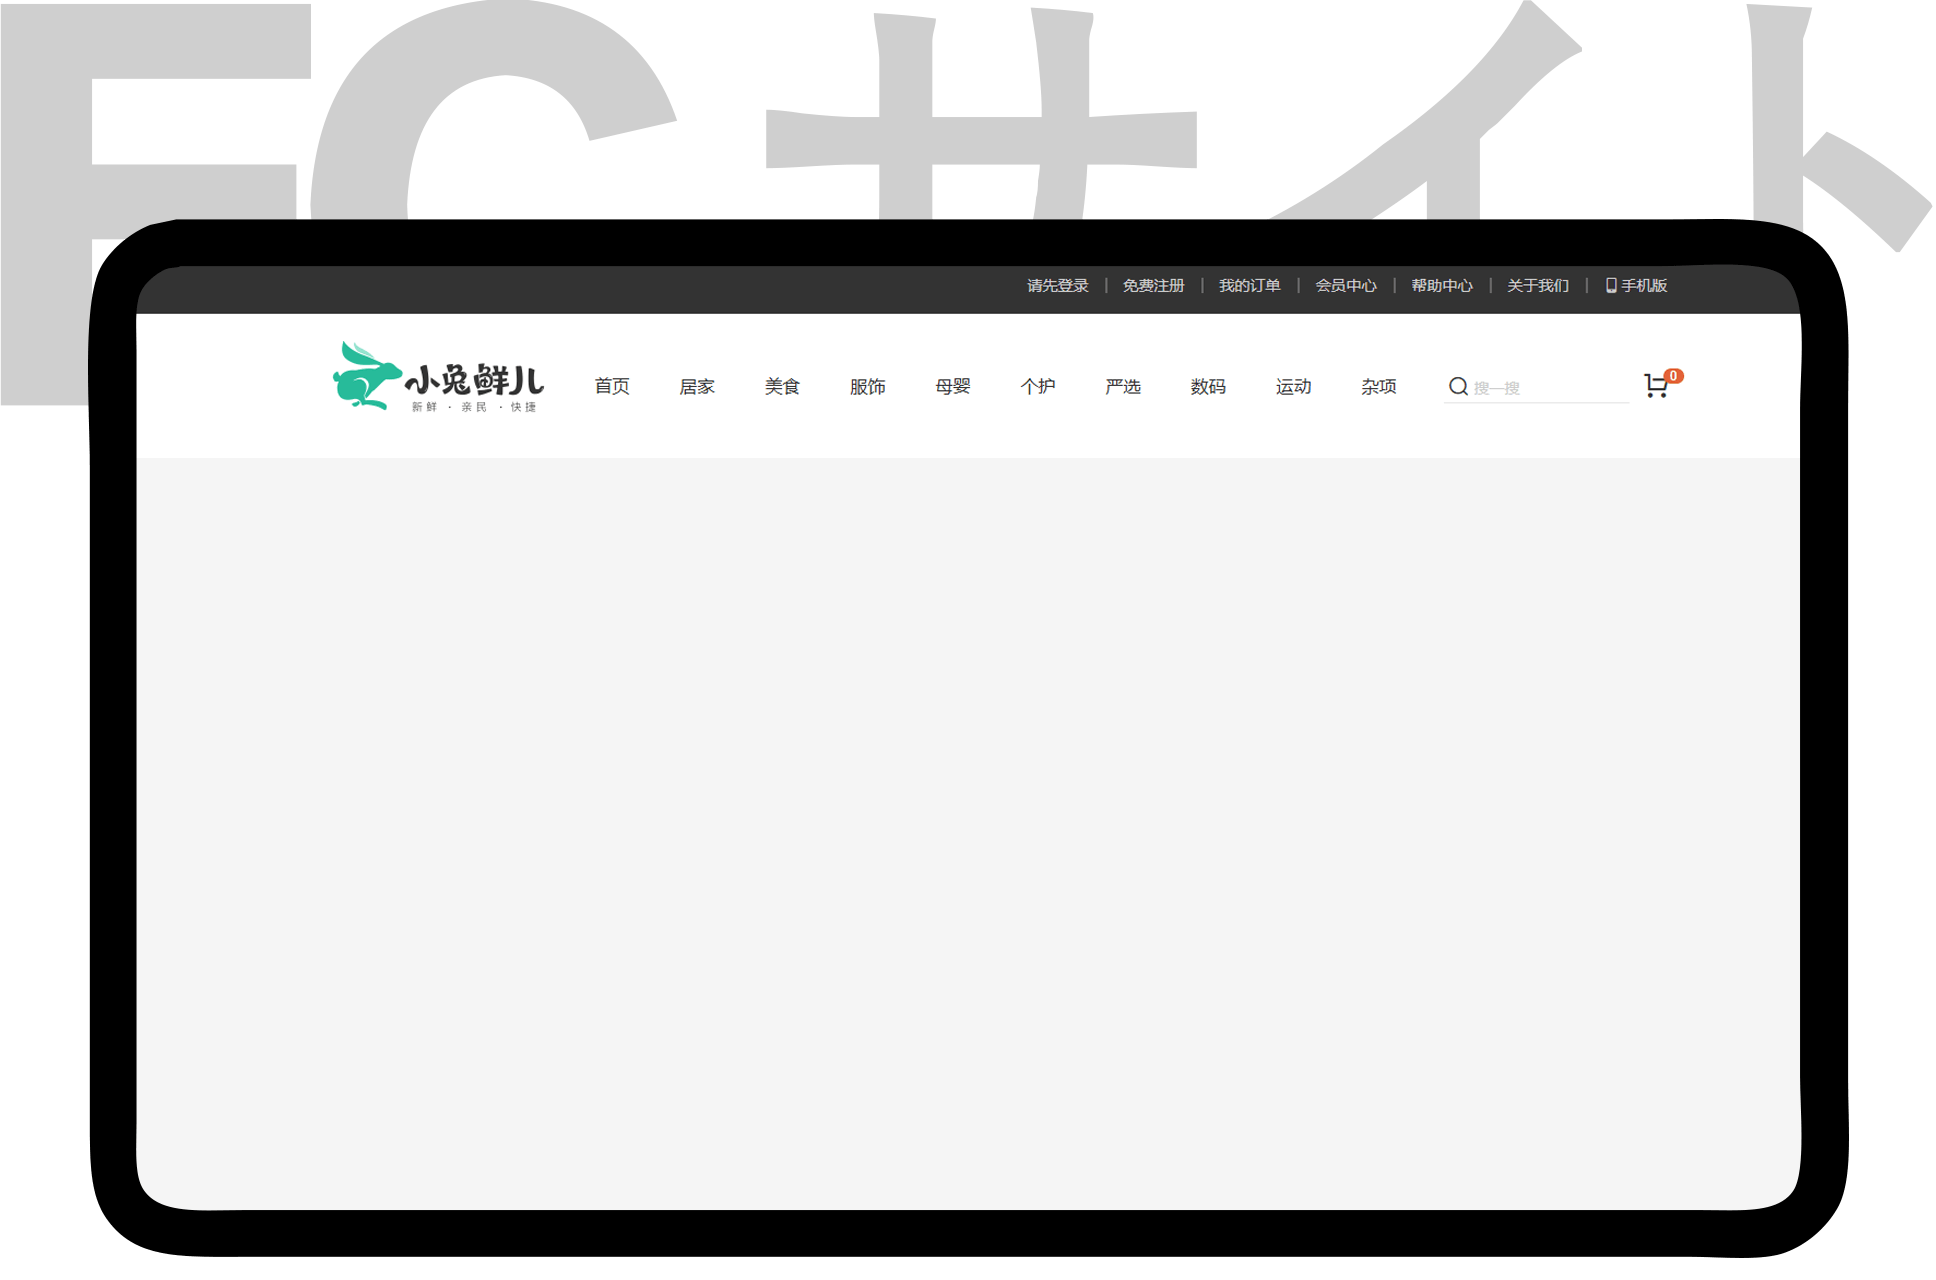 ECサイト
请先登录 | 免费注册 | 我的订单 | 会员中心 | 帮助中心 | 关于我们 | 手机版
小兔鲜儿
新鲜 · 亲民 · 快捷
首页 居家 美食 服饰 母婴 个护 严选 数码 运动 杂项 搜一搜 0